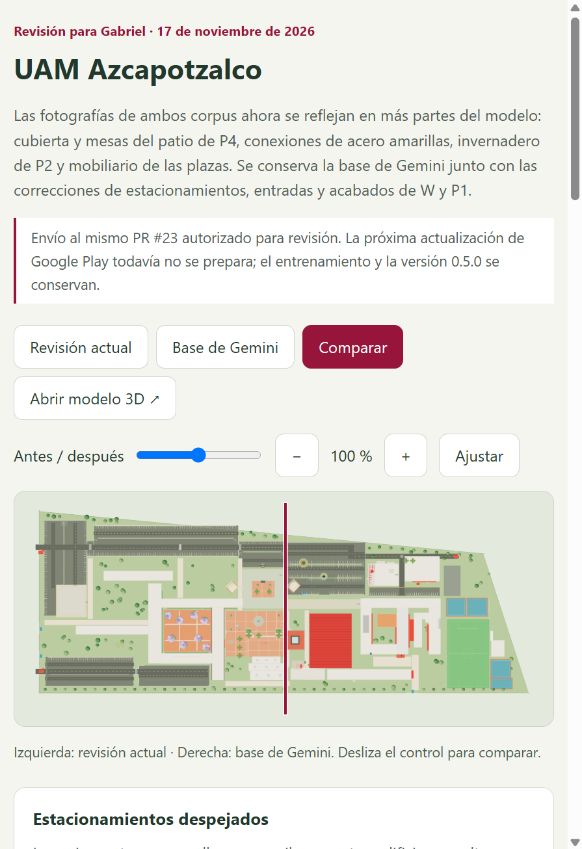 Revisión para Gabriel · 17 de noviembre de 2026
UAM Azcapotzalco
Las fotografías de ambos corpus ahora se reflejan en más partes del modelo:
cubierta y mesas del patio de P4, conexiones de acero amarillas, invernadero
de P2 y mobiliario de las plazas. Se conserva la base de Gemini junto con las
correcciones de estacionamientos, entradas y acabados de W y P1.
Envío al mismo PR #23 autorizado para revisión. La próxima actualización de
Google Play todavía no se prepara; el entrenamiento y la versión 0.5.0 se
conservan.
Revisión actual
Base de Gemini
Comparar
Abrir modelo 3D ↗
Antes / después
−
100 %
+
Ajustar
Izquierda: revisión actual · Derecha: base de Gemini. Desliza el control para comparar.
Estacionamientos despejados